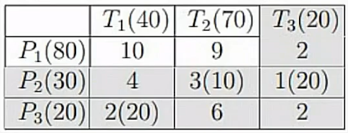 T₁(40) T₂(70) T₃(20)
P₁(80) 10 9 2
P₂(30) 4 3(10) 1(20)
P₃(20) 2(20) 6 2